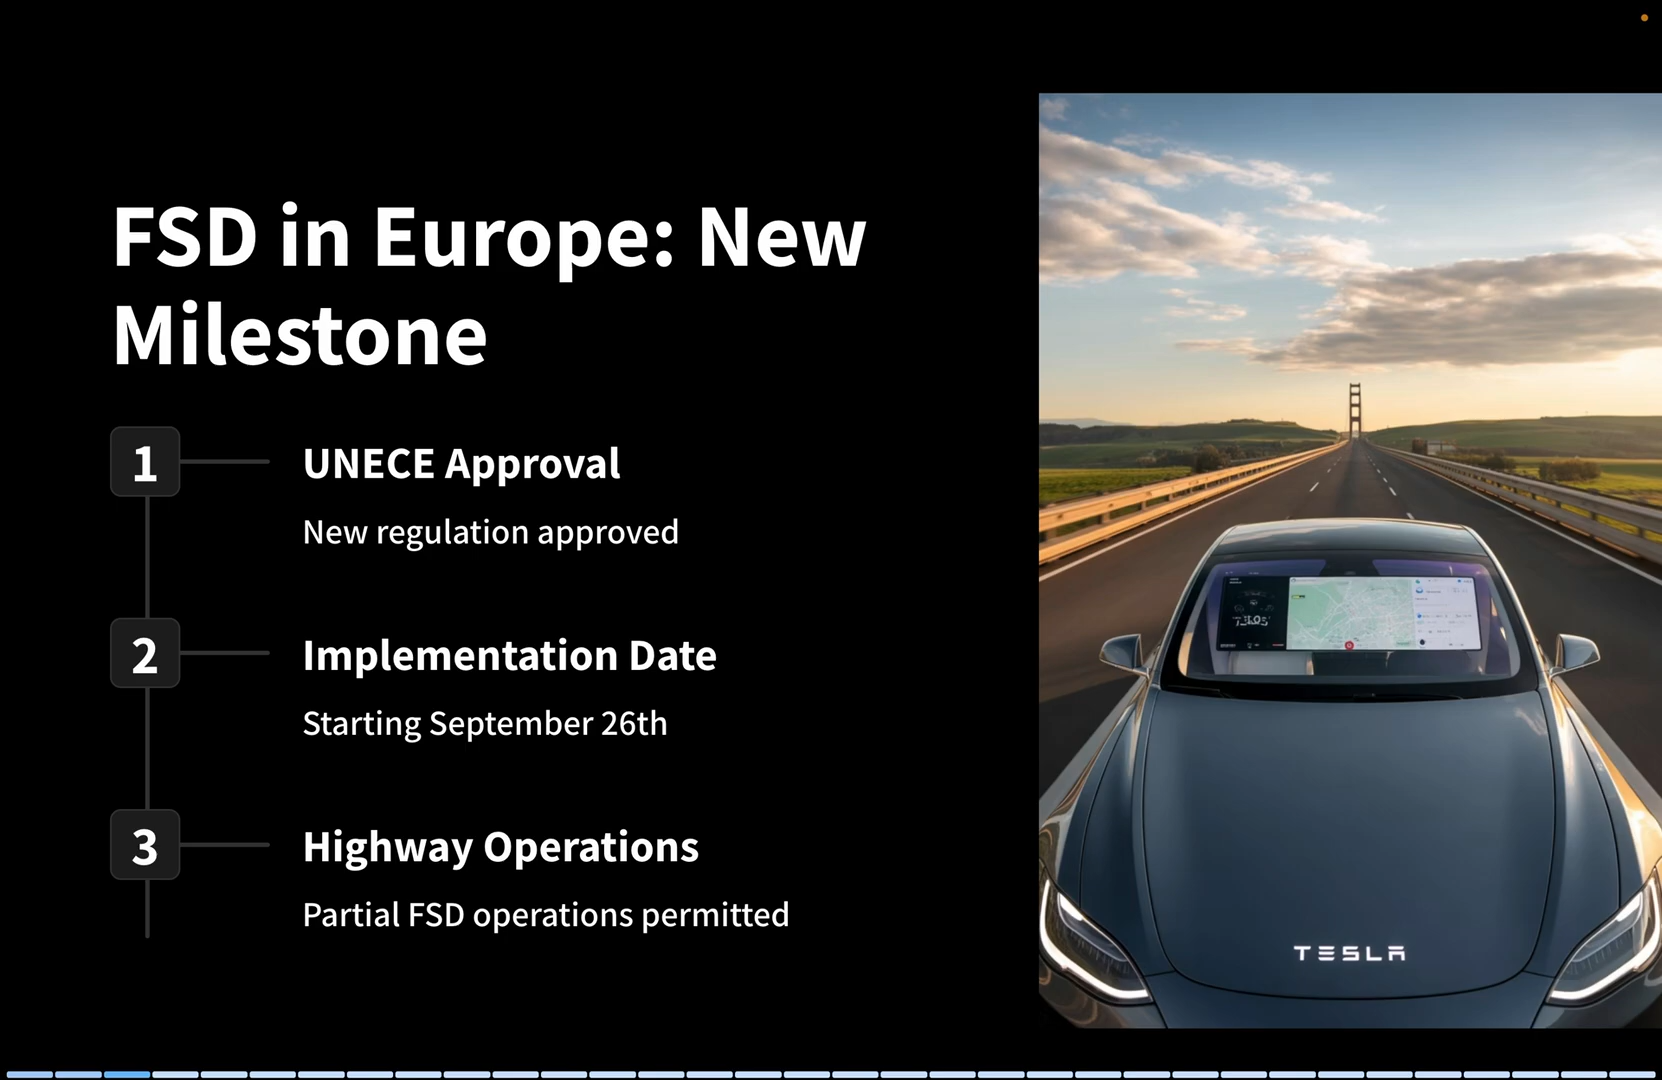 FSD in Europe: New
Milestone
1
UNECE Approval
New regulation approved
2
Implementation Date
Starting September 26th
3
Highway Operations
Partial FSD operations permitted
TESLA